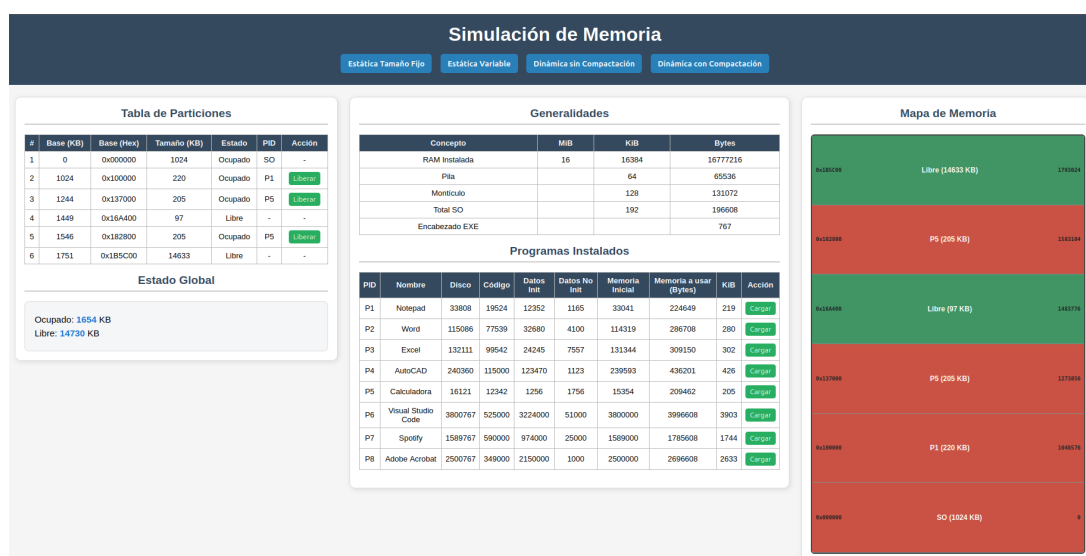 Simulación de Memoria
Estática Tamaño Fijo Estática Variable Dinámica sin Compactación Dinámica con Compactación
Tabla de Particiones
# Base (KB) Base (Hex) Tamaño (KB) Estado PID Acción
1 0 0x000000 1024 Ocupado SO -
2 1024 0x100000 220 Ocupado P1 Liberar
3 1244 0x137000 205 Ocupado P5 Liberar
4 1449 0x16A400 97 Libre - -
5 1546 0x182800 205 Ocupado P5 Liberar
6 1751 0x1B5C00 14633 Libre - -
Estado Global
Ocupado: 1654 KB
Libre: 14730 KB
Generalidades
Concepto MiB KiB Bytes
RAM Instalada 16 16384 16777216
Pila 64 65536
Montículo 128 131072
Total SO 192 196608
Encabezado EXE 767
Programas Instalados
PID Nombre Disco Código Datos Init Datos No Init Memoria Inicial Memoria a usar (Bytes) KiB Acción
P1 Notepad 33808 19524 12352 1165 33041 224649 219 Cargar
P2 Word 115086 77539 32680 4100 114319 286708 280 Cargar
P3 Excel 132111 99542 24245 7557 131344 309150 302 Cargar
P4 AutoCAD 240360 115000 123470 1123 239593 436201 426 Cargar
P5 Calculadora 16121 12342 1256 1756 15354 209462 205 Cargar
P6 Visual Studio Code 3800767 525000 3224000 51000 3800000 3996608 3903 Cargar
P7 Spotify 1589767 590000 974000 25000 1589000 1785608 1744 Cargar
P8 Adobe Acrobat 2500767 349000 2150000 1000 2500000 2696608 2633 Cargar
Mapa de Memoria
0x1B5C00 Libre (14633 KB) 1793024
0x182800 P5 (205 KB) 1583104
0x16A400 Libre (97 KB) 1483776
0x137000 P5 (205 KB) 1273856
0x100000 P1 (220 KB) 1048576
0x000000 SO (1024 KB) 0